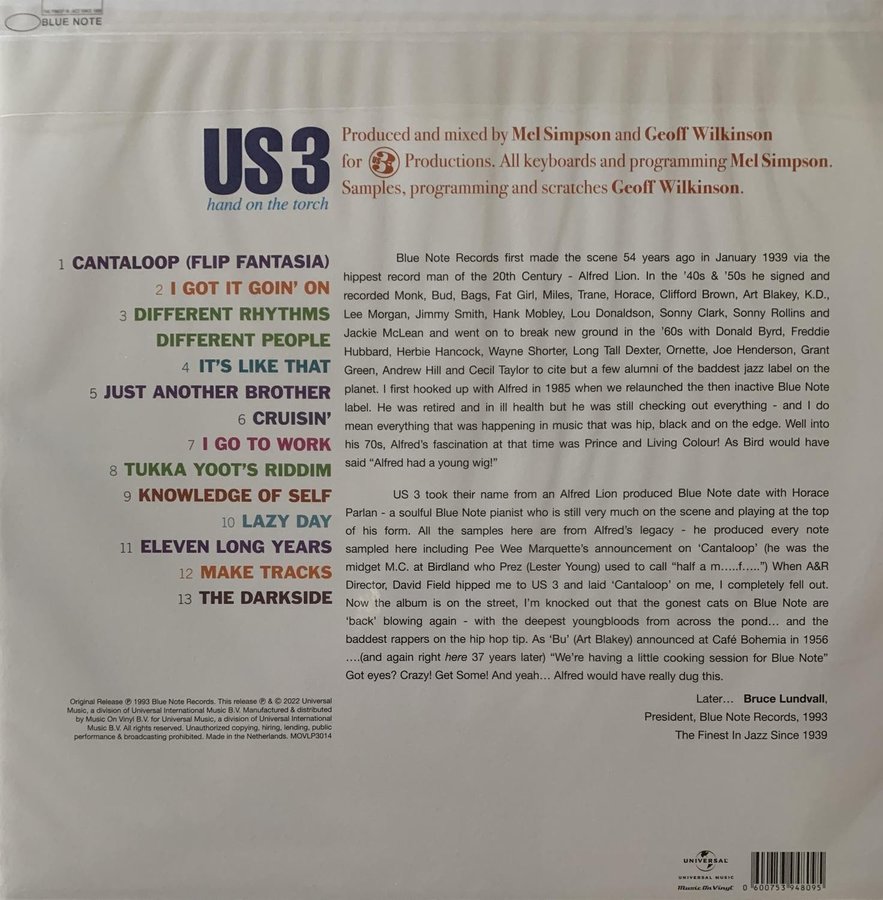 THE FINEST IN JAZZ SINCE 1939
BLUE NOTE
US 3
hand on the torch
Produced and mixed by Mel Simpson and Geoff Wilkinson
for US 3 Productions. All keyboards and programming Mel Simpson.
Samples, programming and scratches Geoff Wilkinson.
1 CANTALOOP (FLIP FANTASIA)
2 I GOT IT GOIN' ON
3 DIFFERENT RHYTHMS
DIFFERENT PEOPLE
4 IT'S LIKE THAT
5 JUST ANOTHER BROTHER
6 CRUISIN'
7 I GO TO WORK
8 TUKKA YOOT'S RIDDIM
9 KNOWLEDGE OF SELF
10 LAZY DAY
11 ELEVEN LONG YEARS
12 MAKE TRACKS
13 THE DARKSIDE
Blue Note Records first made the scene 54 years ago in January 1939 via the
hippest record man of the 20th Century - Alfred Lion. In the '40s & '50s he signed and
recorded Monk, Bud, Bags, Fat Girl, Miles, Trane, Horace, Clifford Brown, Art Blakey, K.D.,
Lee Morgan, Jimmy Smith, Hank Mobley, Lou Donaldson, Sonny Clark, Sonny Rollins and
Jackie McLean and went on to break new ground in the '60s with Donald Byrd, Freddie
Hubbard, Herbie Hancock, Wayne Shorter, Long Tall Dexter, Ornette, Joe Henderson, Grant
Green, Andrew Hill and Cecil Taylor to cite but a few alumni of the baddest jazz label on the
planet. I first hooked up with Alfred in 1985 when we relaunched the then inactive Blue Note
label. He was retired and in ill health but he was still checking out everything - and I do
mean everything that was happening in music that was hip, black and on the edge. Well into
his 70s, Alfred's fascination at that time was Prince and Living Colour! As Bird would have
said "Alfred had a young wig!"
US 3 took their name from an Alfred Lion produced Blue Note date with Horace
Parlan - a soulful Blue Note pianist who is still very much on the scene and playing at the top
of his form. All the samples here are from Alfred's legacy - he produced every note
sampled here including Pee Wee Marquette's announcement on 'Cantaloop' (he was the
midget M.C. at Birdland who Prez (Lester Young) used to call "half a m.....f.....") When A&R
Director, David Field hipped me to US 3 and laid 'Cantaloop' on me, I completely fell out.
Now the album is on the street, I'm knocked out that the gonest cats on Blue Note are
'back' blowing again - with the deepest youngbloods from across the pond... and the
baddest rappers on the hip hop tip. As 'Bu' (Art Blakey) announced at Café Bohemia in 1956
....(and again right here 37 years later) "We're having a little cooking session for Blue Note"
Got eyes? Crazy! Get Some! And yeah... Alfred would have really dug this.
Later... Bruce Lundvall,
President, Blue Note Records, 1993
The Finest In Jazz Since 1939
Original Release ℗ 1993 Blue Note Records. This release ℗ & © 2022 Universal
Music, a division of Universal International Music B.V. Manufactured & distributed
by Music On Vinyl B.V. for Universal Music, a division of Universal International
Music B.V. All rights reserved. Unauthorized copying, hiring, lending, public
performance & broadcasting prohibited. Made in the Netherlands. MOVLP3014
UNIVERSAL
UNIVERSAL MUSIC
Music On Vinyl
0 600753 948095